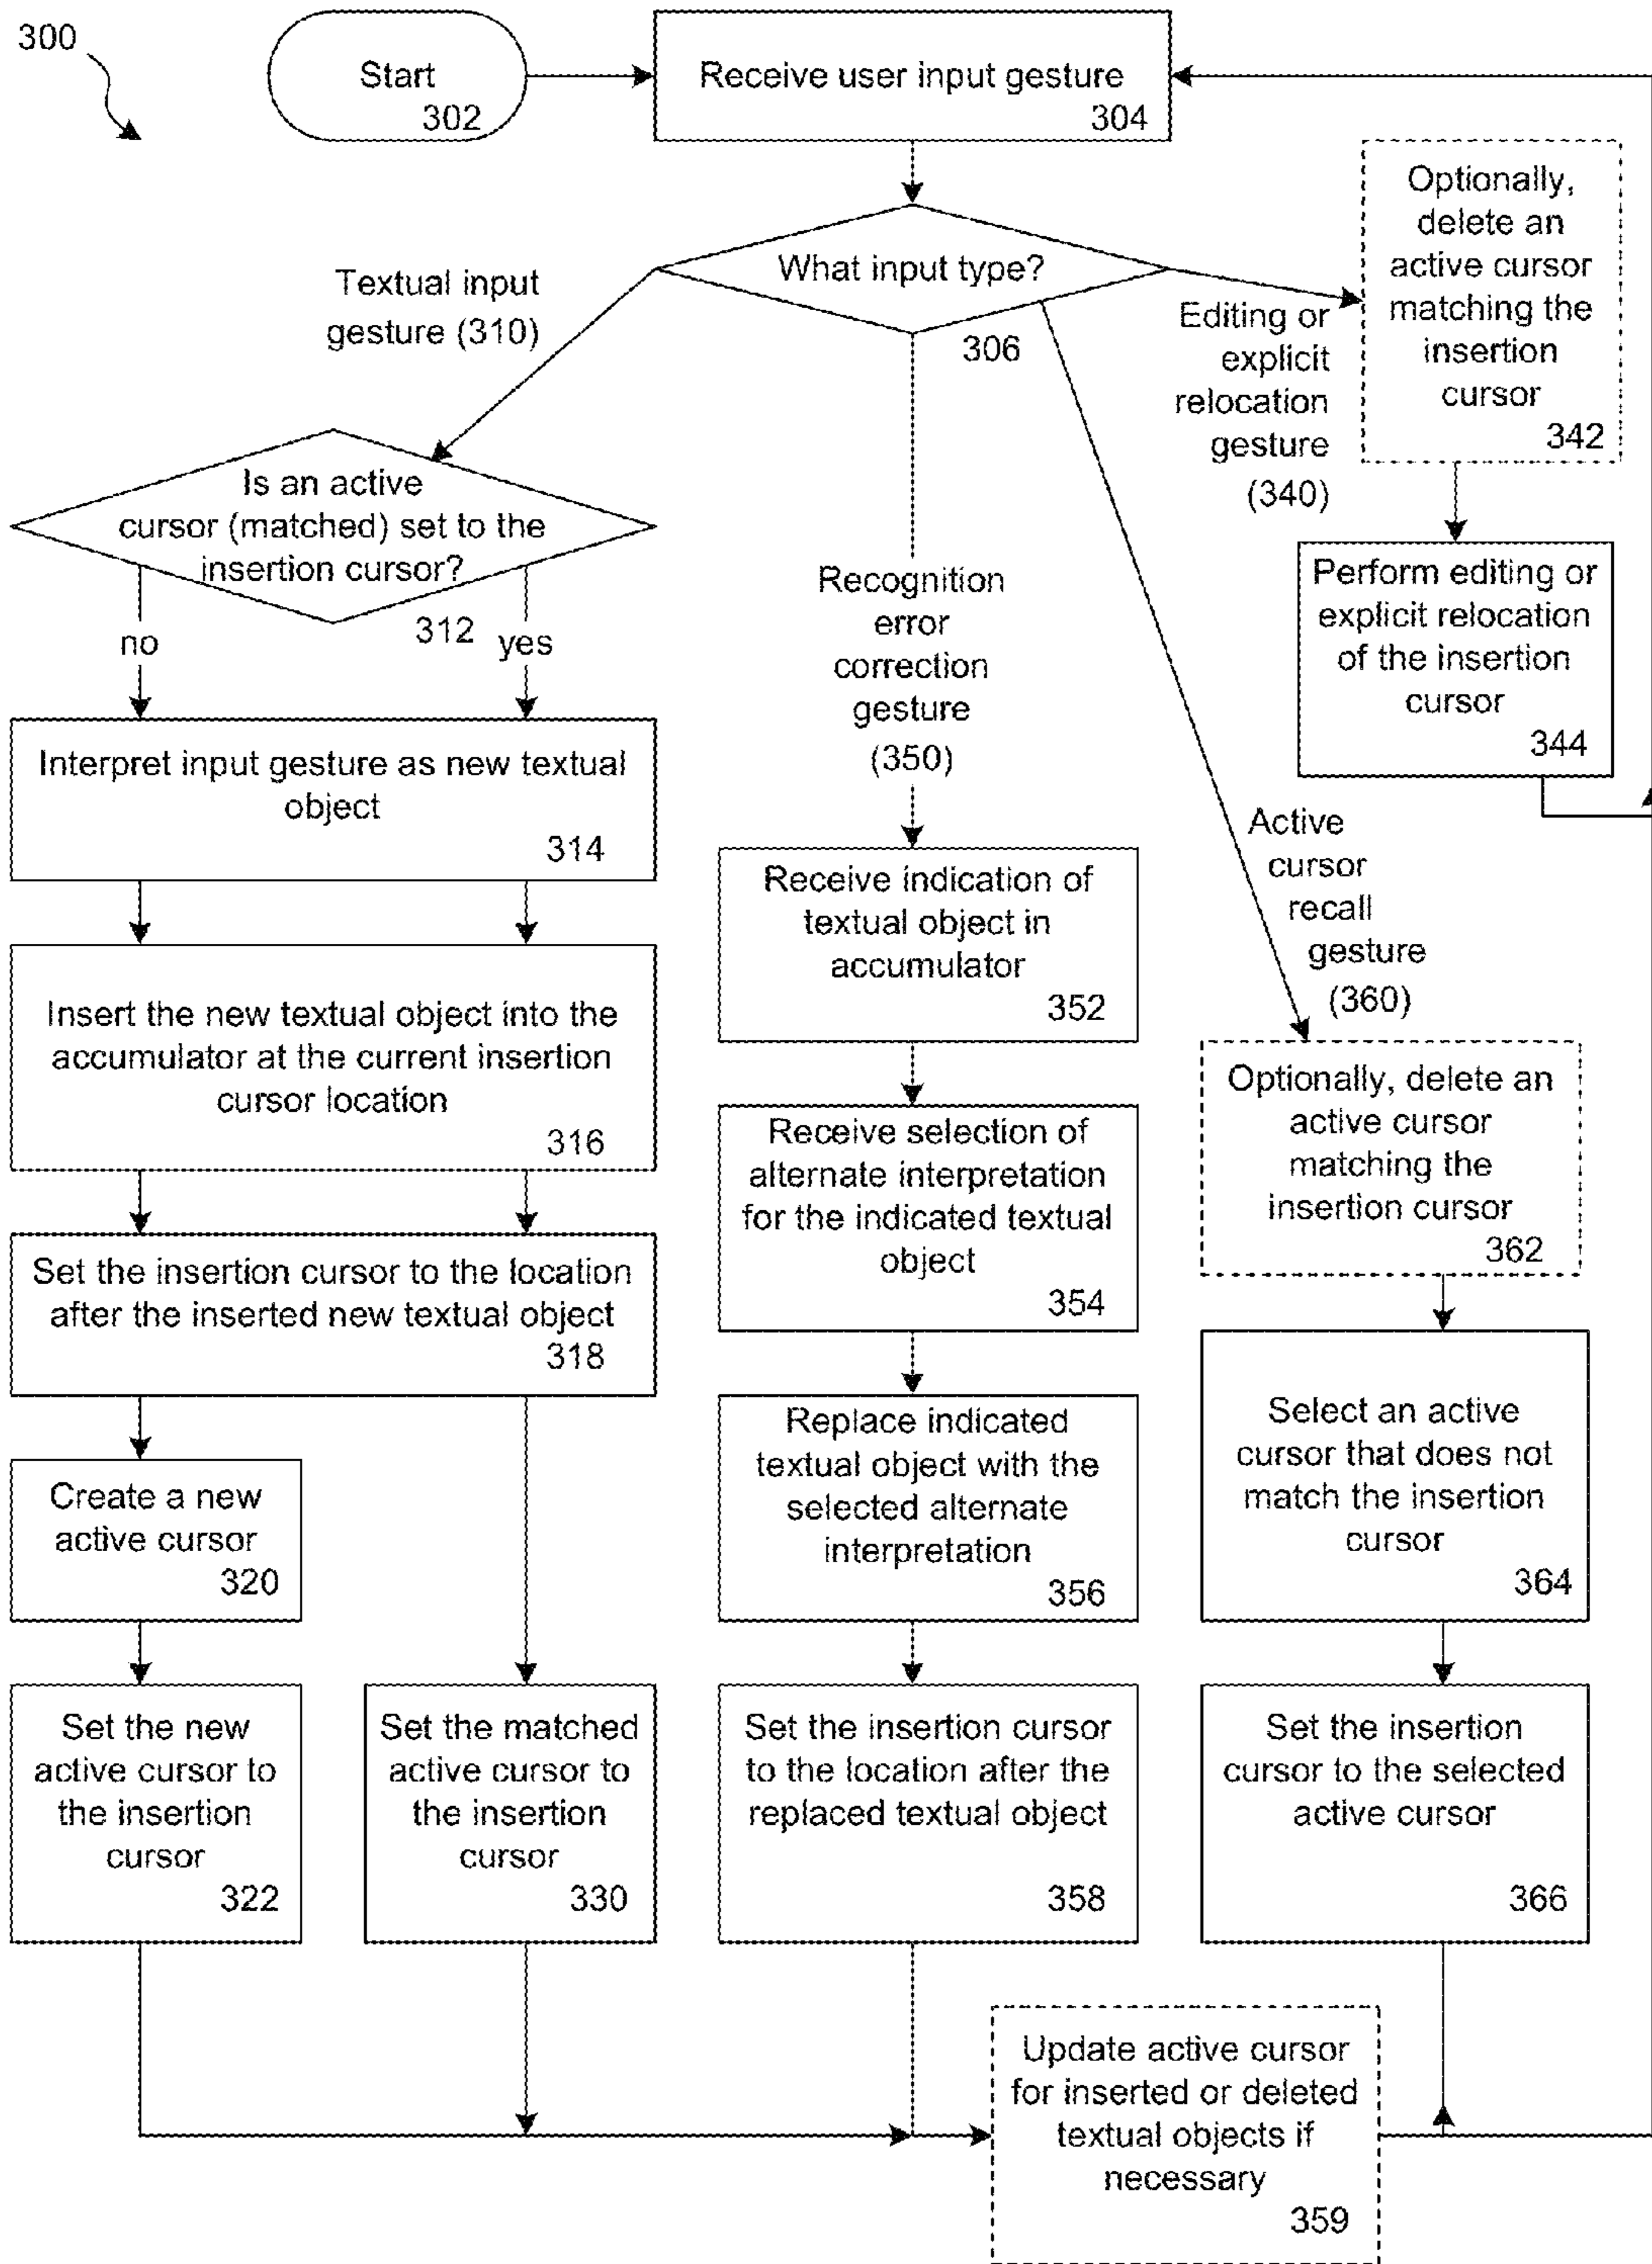 300
Start
302
Receive user input gesture
304
What input type?
306
Textual input
gesture (310)
Is an active
cursor (matched) set to the
insertion cursor?
312
no
yes
Interpret input gesture as new textual
object
314
Insert the new textual object into the
accumulator at the current insertion
cursor location
316
Set the insertion cursor to the location
after the inserted new textual object
318
Create a new
active cursor
320
Set the new
active cursor to
the insertion
cursor
322
Set the matched
active cursor to
the insertion
cursor
330
Recognition
error
correction
gesture
(350)
Receive indication of
textual object in
accumulator
352
Receive selection of
alternate interpretation
for the indicated textual
object
354
Replace indicated
textual object with the
selected alternate
interpretation
356
Set the insertion cursor
to the location after the
replaced textual object
358
Update active cursor
for inserted or deleted
textual objects if
necessary
359
Active
cursor
recall
gesture
(360)
Optionally, delete an
active cursor
matching the
insertion cursor
362
Select an active
cursor that does not
match the insertion
cursor
364
Set the insertion
cursor to the selected
active cursor
366
Editing or
explicit
relocation
gesture
(340)
Optionally,
delete an
active cursor
matching the
insertion
cursor
342
Perform editing or
explicit relocation
of the insertion
cursor
344